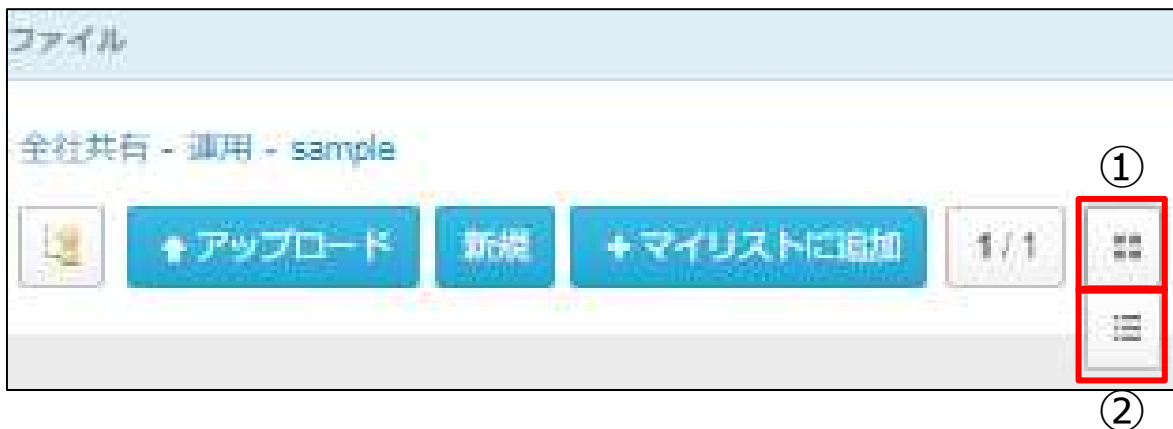 ファイル
全社共有 - 運用 - sample
①
アップロード 新規 +マイリストに追加 1 / 1
②